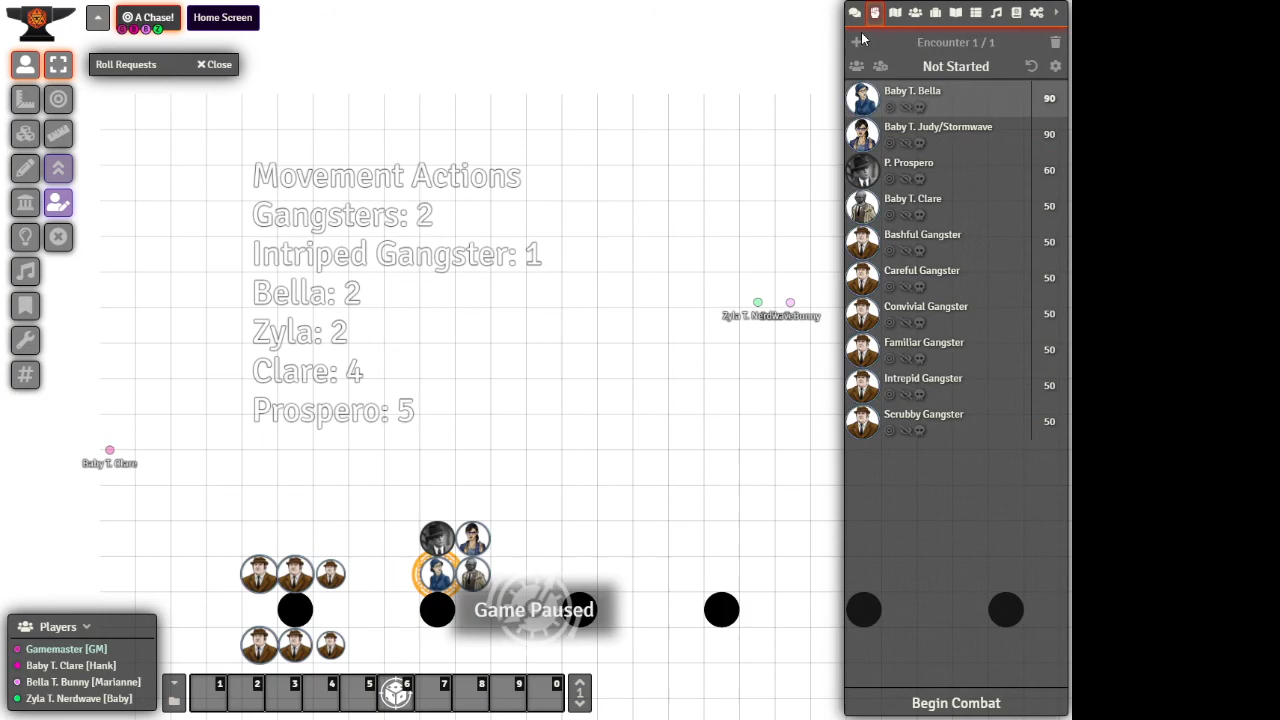 A Chase!
Home Screen
G B B Z
Roll Requests
Close
Encounter 1 / 1
Not Started
Baby T. Bella
90
Baby T. Judy/Stormwave
90
P. Prospero
60
Baby T. Clare
50
Bashful Gangster
50
Careful Gangster
50
Convivial Gangster
50
Familiar Gangster
50
Intrepid Gangster
50
Scrubby Gangster
50
Begin Combat
Movement Actions
Gangsters: 2
Intriped Gangster: 1
Bella: 2
Zyla: 2
Clare: 4
Prospero: 5
Baby T. Clare
Game Paused
Players
Gamemaster [GM]
Baby T. Clare [Hank]
Bella T. Bunny [Marianne]
Zyla T. Nerdwave [Baby]
1 2 3 4 5 6 7 8 9 0
1